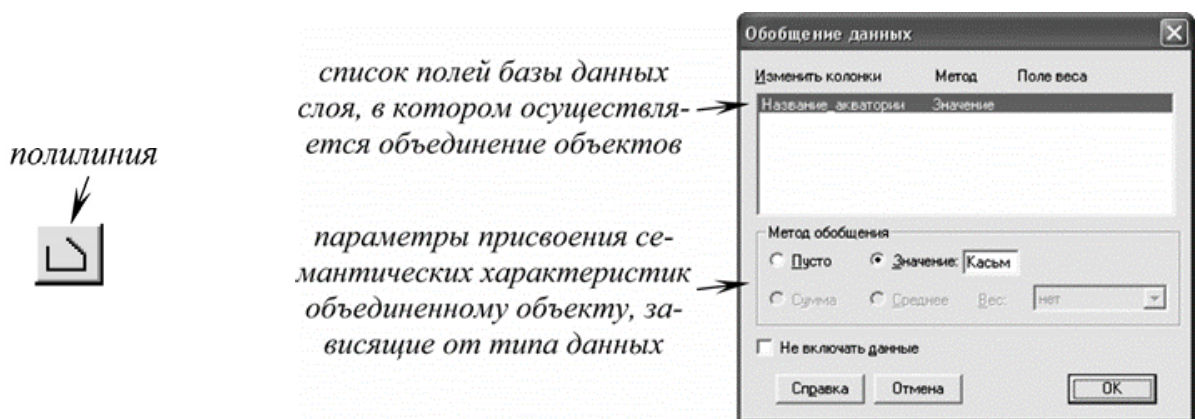 полилиния
список полей базы данных
слоя, в котором осуществля-
ется объединение объектов
параметры присвоения се-
мантических характеристик
объединенному объекту, за-
висящие от типа данных
Обобщение данных
Изменить колонки Метод Поле веса
Название_акватории Значение
Метод обобщения
Пусто Значение: Касьм
Сумма Среднее Вес: нет
Не включать данные
Справка Отмена OK